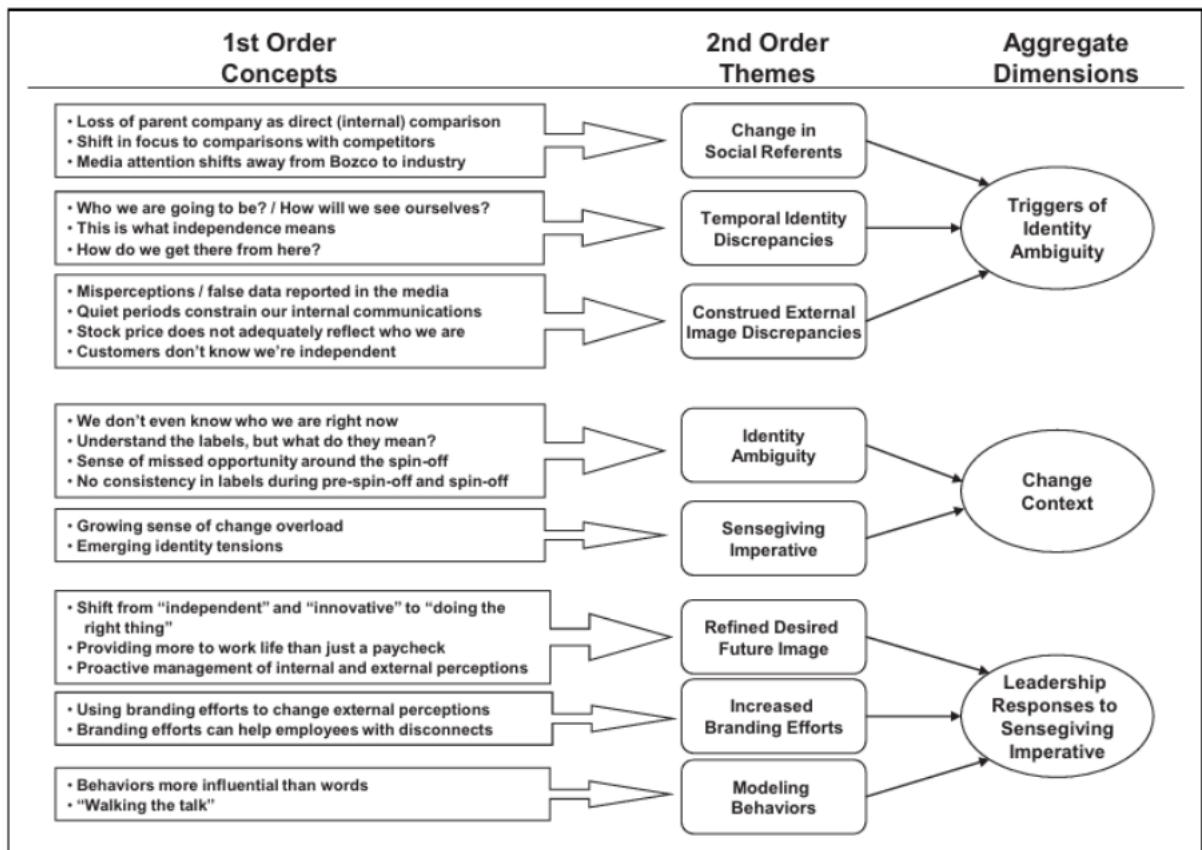 1st Order
Concepts
2nd Order
Themes
Aggregate
Dimensions
• Loss of parent company as direct (internal) comparison
• Shift in focus to comparisons with competitors
• Media attention shifts away from Bozco to industry
Change in
Social Referents
• Who we are going to be? / How will we see ourselves?
• This is what independence means
• How do we get there from here?
Temporal Identity
Discrepancies
Triggers of
Identity
Ambiguity
• Misperceptions / false data reported in the media
• Quiet periods constrain our internal communications
• Stock price does not adequately reflect who we are
• Customers don't know we're independent
Construed External
Image Discrepancies
• We don't even know who we are right now
• Understand the labels, but what do they mean?
• Sense of missed opportunity around the spin-off
• No consistency in labels during pre-spin-off and spin-off
Identity
Ambiguity
• Growing sense of change overload
• Emerging identity tensions
Sensegiving
Imperative
Change
Context
• Shift from “independent” and “innovative” to “doing the
right thing”
• Providing more to work life than just a paycheck
• Proactive management of internal and external perceptions
Refined Desired
Future Image
• Using branding efforts to change external perceptions
• Branding efforts can help employees with disconnects
Increased
Branding Efforts
Leadership
Responses to
Sensegiving
Imperative
• Behaviors more influential than words
• “Walking the talk”
Modeling
Behaviors